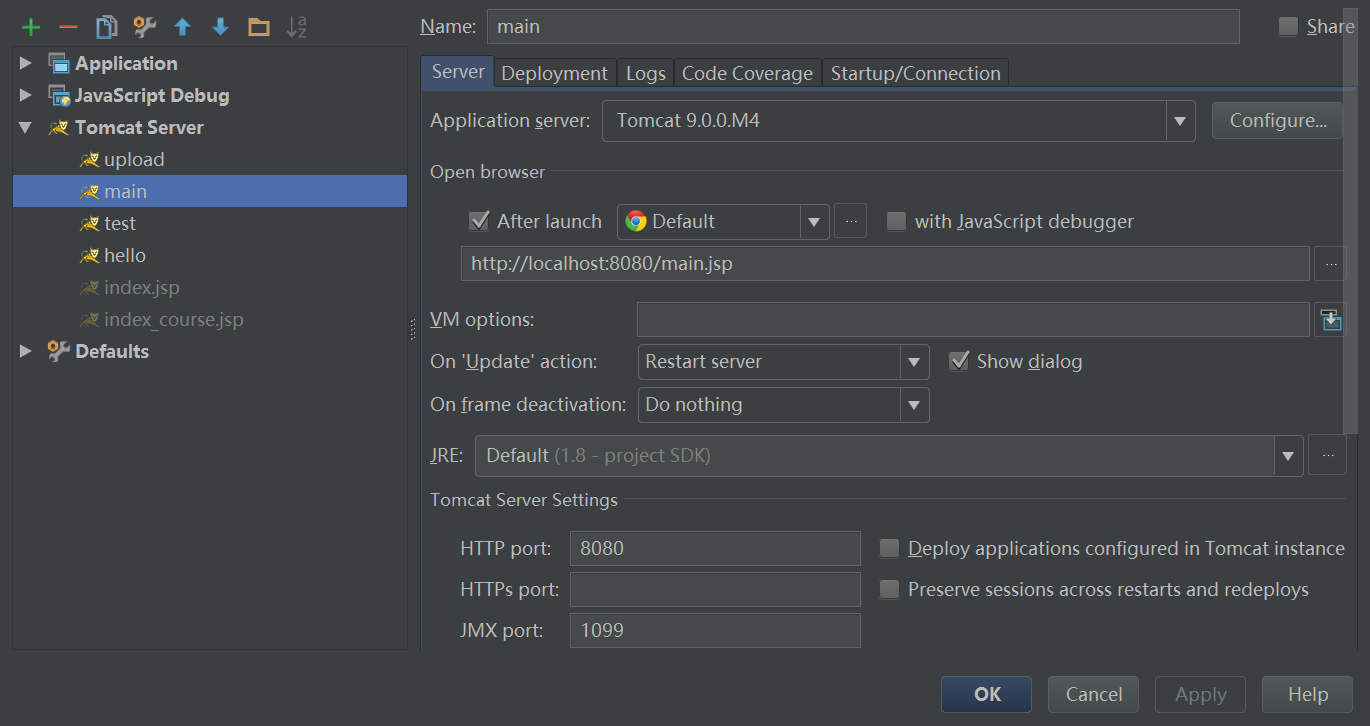 Name: main Share
Application
JavaScript Debug
Tomcat Server
upload
main
test
hello
index.jsp
index_course.jsp
Defaults
Server Deployment Logs Code Coverage Startup/Connection
Application server: Tomcat 9.0.0.M4 Configure...
Open browser
After launch Default ... with JavaScript debugger
http://localhost:8080/main.jsp ...
VM options:
On 'Update' action: Restart server Show dialog
On frame deactivation: Do nothing
JRE: Default (1.8 - project SDK) ...
Tomcat Server Settings
HTTP port: 8080 Deploy applications configured in Tomcat instance
HTTPs port: Preserve sessions across restarts and redeploys
JMX port: 1099
OK Cancel Apply Help